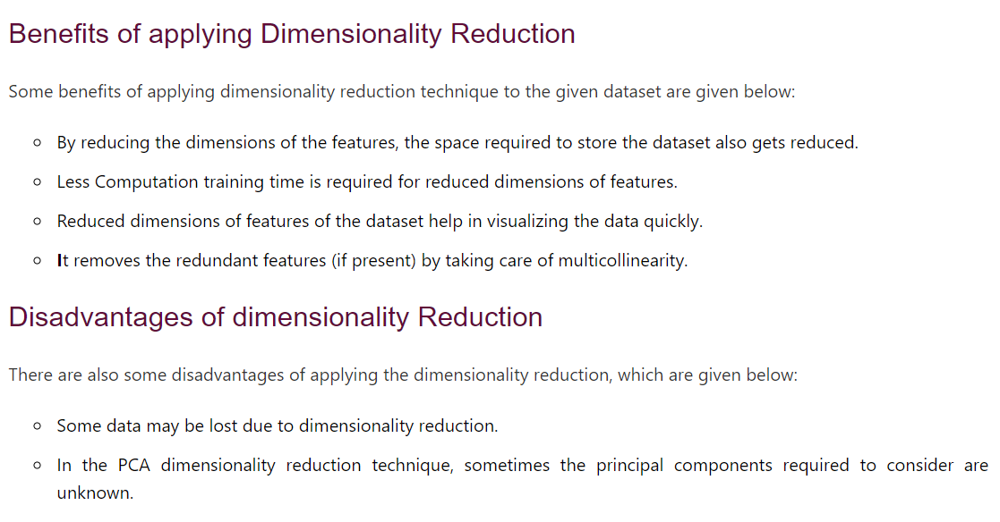 Benefits of applying Dimensionality Reduction
Some benefits of applying dimensionality reduction technique to the given dataset are given below:
By reducing the dimensions of the features, the space required to store the dataset also gets reduced.
Less Computation training time is required for reduced dimensions of features.
Reduced dimensions of features of the dataset help in visualizing the data quickly.
It removes the redundant features (if present) by taking care of multicollinearity.
Disadvantages of dimensionality Reduction
There are also some disadvantages of applying the dimensionality reduction, which are given below:
Some data may be lost due to dimensionality reduction.
In the PCA dimensionality reduction technique, sometimes the principal components required to consider are
unknown.